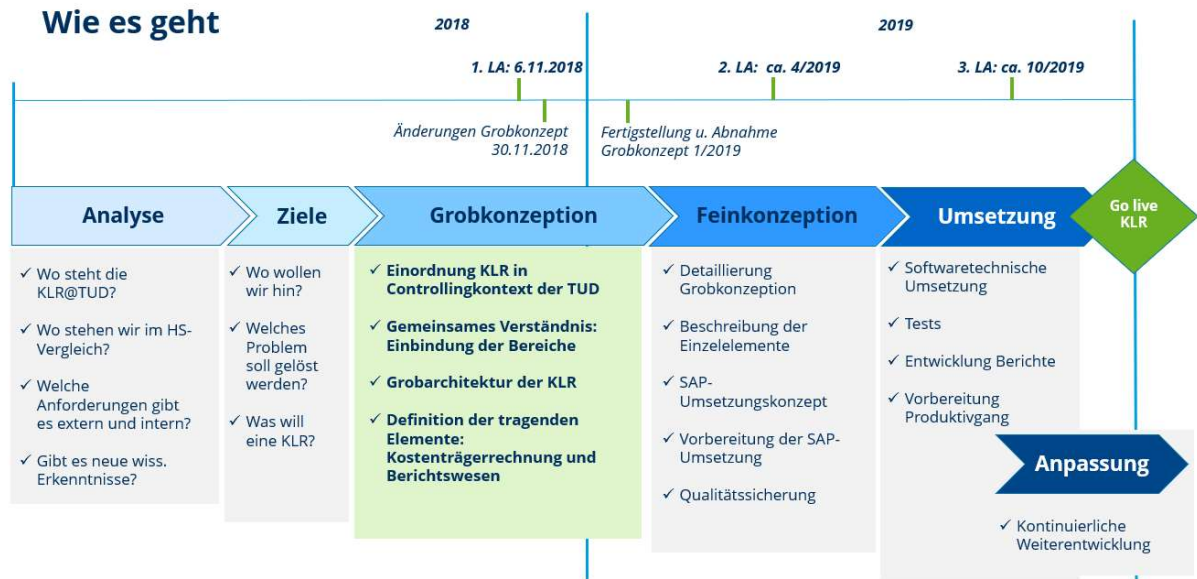 Wie es geht
2018
2019
1. LA: 6.11.2018
2. LA: ca. 4/2019
3. LA: ca. 10/2019
Änderungen Grobkonzept
30.11.2018
Fertigstellung u. Abnahme
Grobkonzept 1/2019
Analyse
Ziele
Grobkonzeption
Feinkonzeption
Umsetzung
Go live
KLR
✓ Wo steht die
KLR@TUD?
✓ Wo stehen wir im HS-
Vergleich?
✓ Welche
Anforderungen gibt
es extern und intern?
✓ Gibt es neue wiss.
Erkenntnisse?
✓ Wo wollen
wir hin?
✓ Welches
Problem
soll gelöst
werden?
✓ Was will
eine KLR?
✓ Einordnung KLR in
Controllingkontext der TUD
✓ Gemeinsames Verständnis:
Einbindung der Bereiche
✓ Grobarchitektur der KLR
✓ Definition der tragenden
Elemente:
Kostenträgerrechnung und
Berichtswesen
✓ Detaillierung
Grobkonzeption
✓ Beschreibung der
Einzelelemente
✓ SAP-
Umsetzungskonzept
✓ Vorbereitung der SAP-
Umsetzung
✓ Qualitätssicherung
✓ Softwaretechnische
Umsetzung
✓ Tests
✓ Entwicklung Berichte
✓ Vorbereitung
Produktivgang
Anpassung
✓ Kontinuierliche
Weiterentwicklung